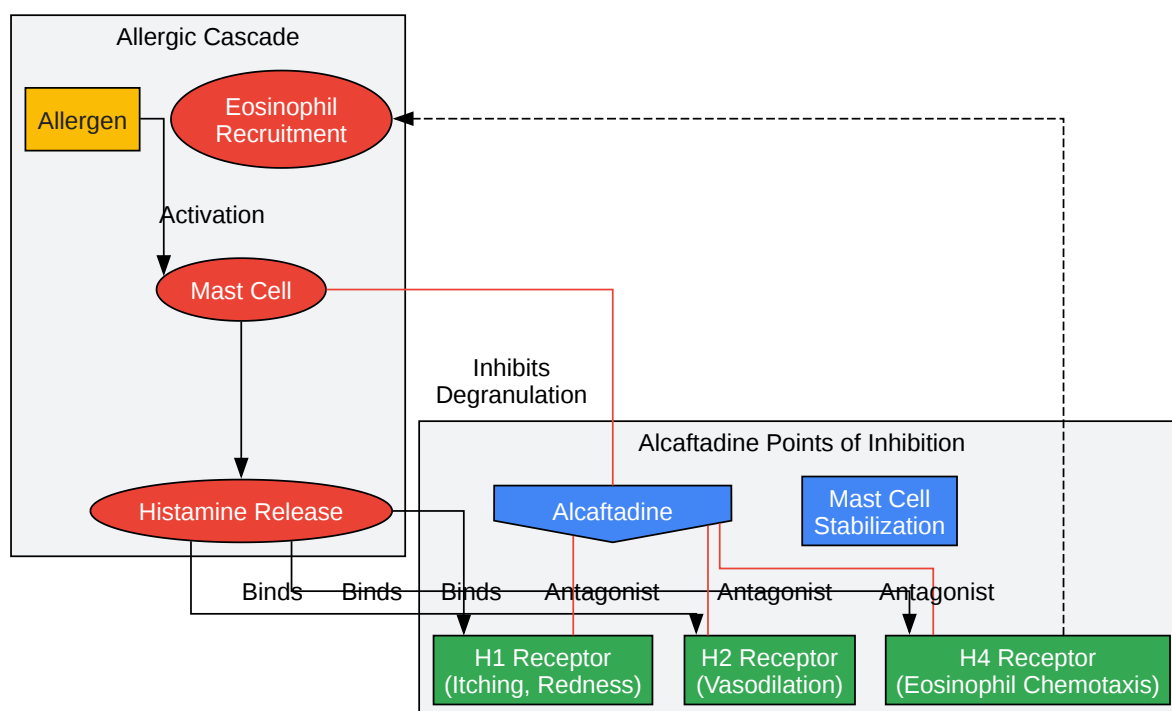 Allergic Cascade
Allergen
Eosinophil
Recruitment
Activation
Mast Cell
Inhibits
Degranulation
Alcaftadine Points of Inhibition
Histamine Release
Alcaftadine
Mast Cell
Stabilization
Binds
Binds
Binds
Antagonist
Antagonist
Antagonist
H1 Receptor
(Itching, Redness)
H2 Receptor
(Vasodilation)
H4 Receptor
(Eosinophil Chemotaxis)